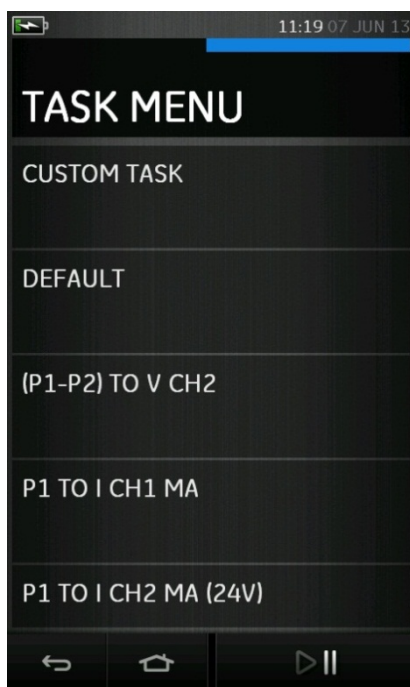 11:19 07 JUN 13
TASK MENU
CUSTOM TASK
DEFAULT
(P1-P2) TO V CH2
P1 TO I CH1 MA
P1 TO I CH2 MA (24V)